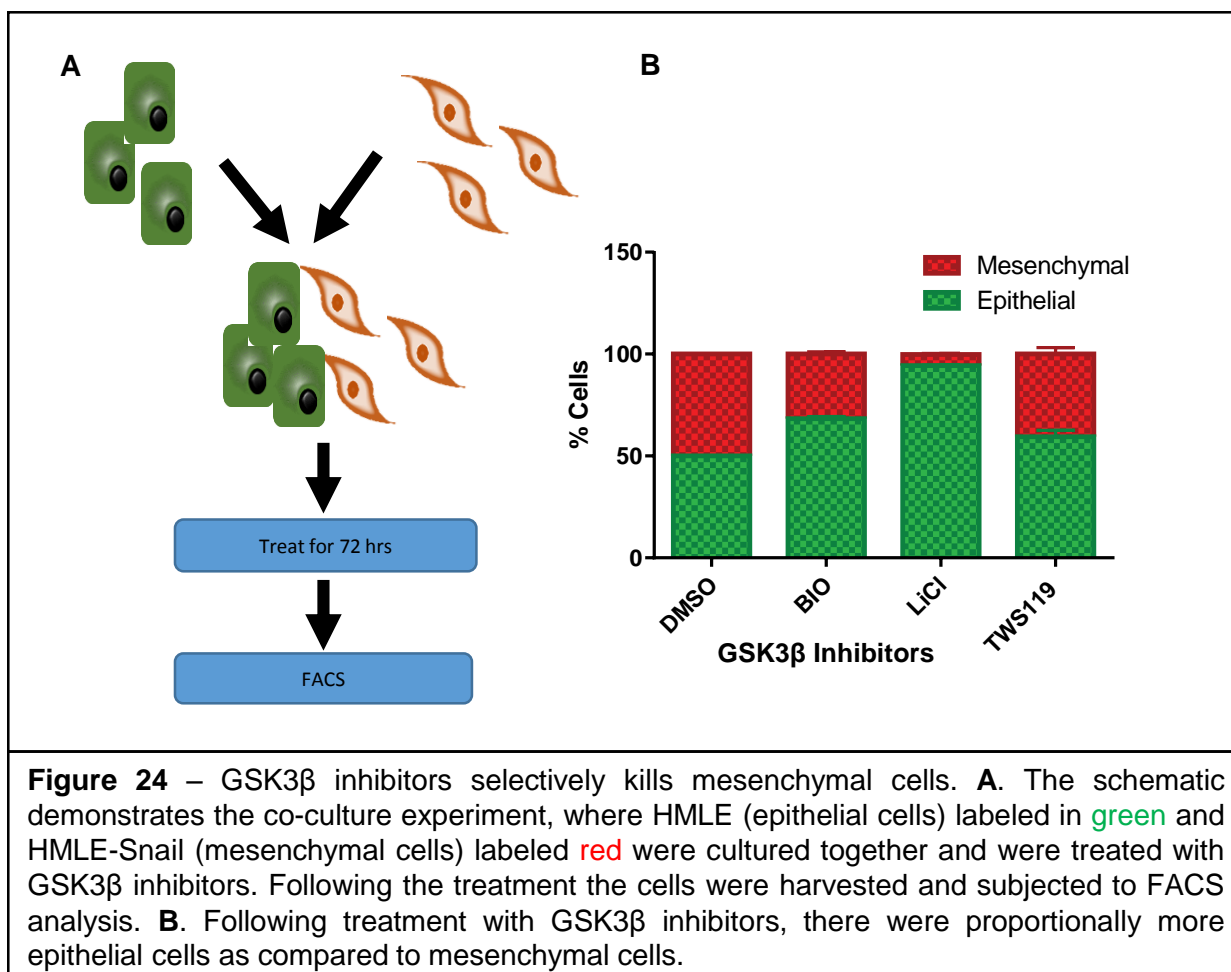 A
B
Treat for 72 hrs
FACS
150
100
50
0
% Cells
Mesenchymal
Epithelial
DMSO
BIO
LiCl
TWS119
GSK3β Inhibitors
Figure 24 – GSK3β inhibitors selectively kills mesenchymal cells. A. The schematic
demonstrates the co-culture experiment, where HMLE (epithelial cells) labeled in green and
HMLE-Snail (mesenchymal cells) labeled red were cultured together and were treated with
GSK3β inhibitors. Following the treatment the cells were harvested and subjected to FACS
analysis. B. Following treatment with GSK3β inhibitors, there were proportionally more
epithelial cells as compared to mesenchymal cells.